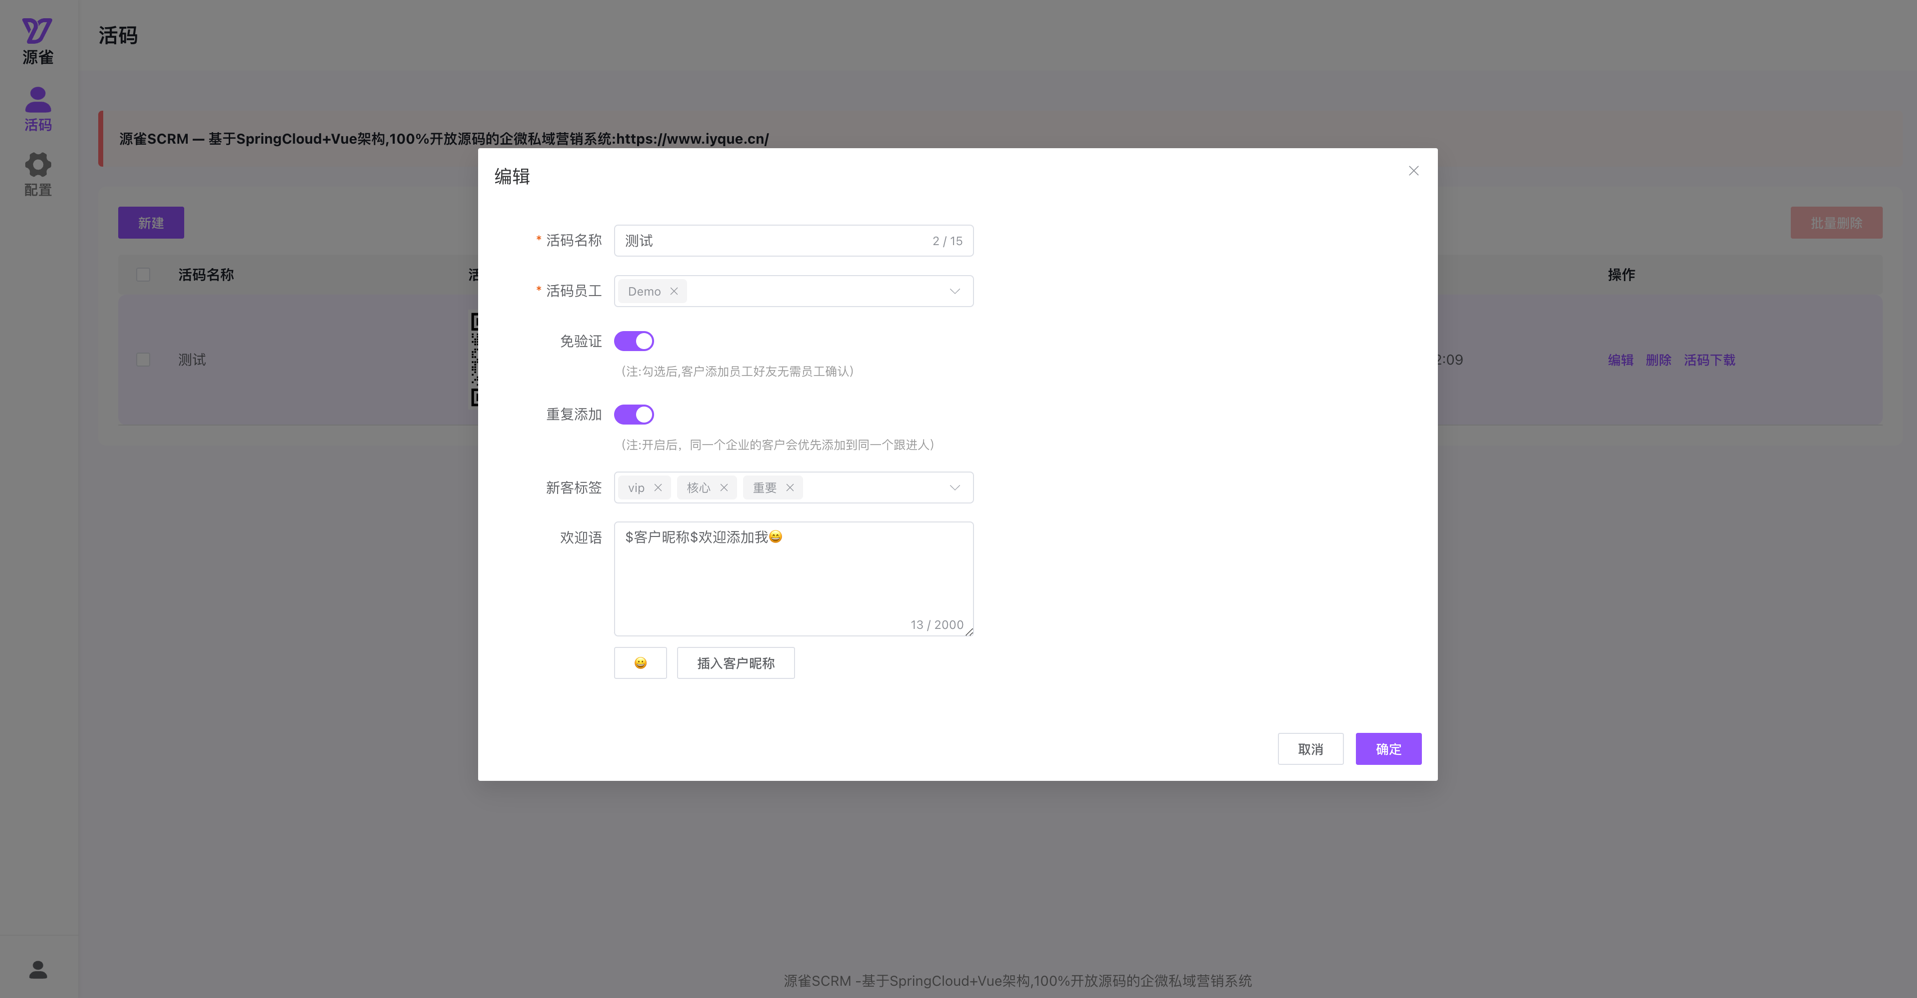 源雀
活码
配置
活码
源雀SCRM — 基于SpringCloud+Vue架构,100%开放源码的企微私域营销系统:https://www.iyque.cn/
新建
批量删除
活码名称
操作
测试
2:09
编辑 删除 活码下载
编辑
* 活码名称 测试 2 / 15
* 活码员工 Demo
免验证
(注:勾选后,客户添加员工好友无需员工确认)
重复添加
(注:开启后，同一个企业的客户会优先添加到同一个跟进人)
新客标签 vip 核心 重要
欢迎语 $客户昵称$欢迎添加我😄
13 / 2000
😀 插入客户昵称
取消 确定
源雀SCRM -基于SpringCloud+Vue架构,100%开放源码的企微私域营销系统